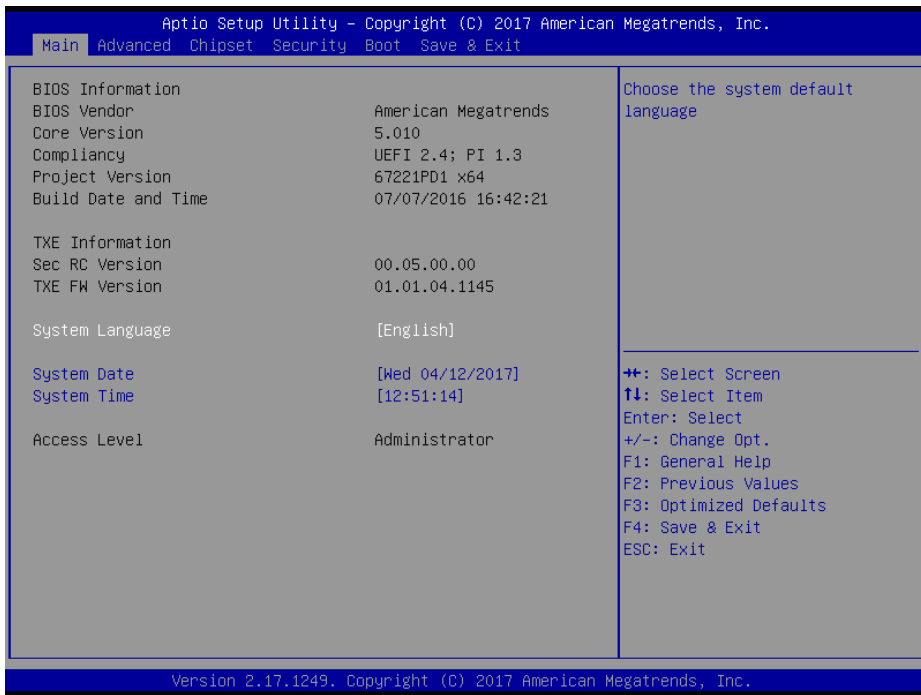 Aptio Setup Utility – Copyright (C) 2017 American Megatrends, Inc.
Main Advanced Chipset Security Boot Save & Exit
BIOS Information
BIOS Vendor American Megatrends
Core Version 5.010
Compliancy UEFI 2.4; PI 1.3
Project Version 67221PD1 x64
Build Date and Time 07/07/2016 16:42:21
TXE Information
Sec RC Version 00.05.00.00
TXE FW Version 01.01.04.1145
System Language [English]
System Date [Wed 04/12/2017]
System Time [12:51:14]
Access Level Administrator
Choose the system default
language
→←: Select Screen
↑↓: Select Item
Enter: Select
+/-: Change Opt.
F1: General Help
F2: Previous Values
F3: Optimized Defaults
F4: Save & Exit
ESC: Exit
Version 2.17.1249. Copyright (C) 2017 American Megatrends, Inc.